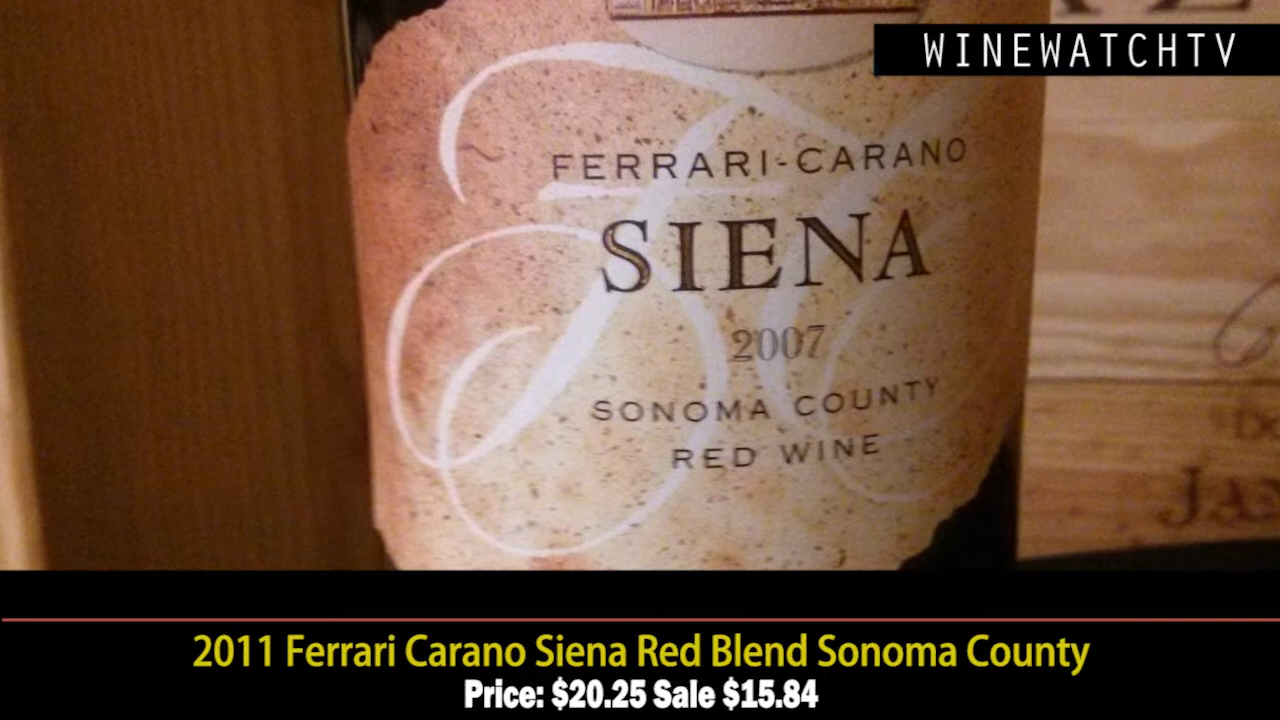 WINEWATCHTV
FERRARI-CARANO
SIENA
2007
SONOMA COUNTY
RED WINE
2011 Ferrari Carano Siena Red Blend Sonoma County
Price: $20.25 Sale $15.84